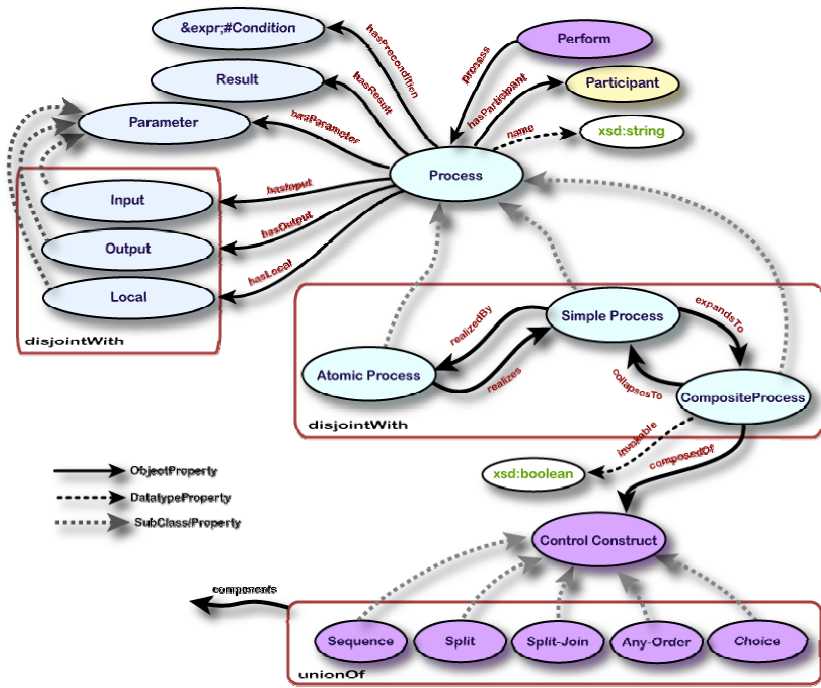 &expr;#Condition
Perform
Result
Participant
Parameter
xsd:string
Process
hasPrecondition
hasResult
hasParameter
process
hasParticipant
name
Input
Output
Local
hasInput
hasOutput
hasLocal
disjointWith
Simple Process
Atomic Process
CompositeProcess
realizedBy
realizes
expandsTo
collapsesTo
disjointWith
invokable
composedOf
xsd:boolean
ObjectProperty
DatatypeProperty
SubClass/Property
Control Construct
components
Sequence
Split
Split-Join
Any-Order
Choice
unionOf